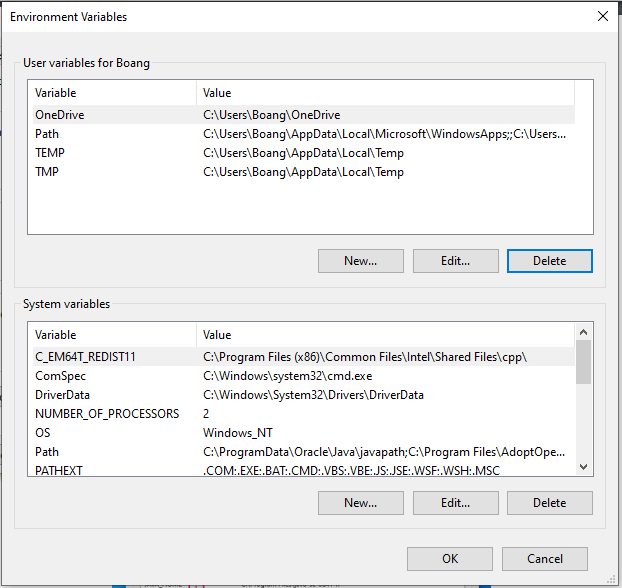 Environment Variables
User variables for Boang
Variable Value
OneDrive C:\Users\Boang\OneDrive
Path C:\Users\Boang\AppData\Local\Microsoft\WindowsApps;;C:\Users...
TEMP C:\Users\Boang\AppData\Local\Temp
TMP C:\Users\Boang\AppData\Local\Temp
New... Edit... Delete
System variables
Variable Value
C_EM64T_REDIST11 C:\Program Files (x86)\Common Files\Intel\Shared Files\cpp\
ComSpec C:\Windows\system32\cmd.exe
DriverData C:\Windows\System32\Drivers\DriverData
NUMBER_OF_PROCESSORS 2
OS Windows_NT
Path C:\ProgramData\Oracle\Java\javapath;C:\Program Files\AdoptOpe...
PATHEXT .COM;.EXE;.BAT;.CMD;.VBS;.VBE;.JS;.JSE;.WSF;.WSH;.MSC
New... Edit... Delete
OK Cancel